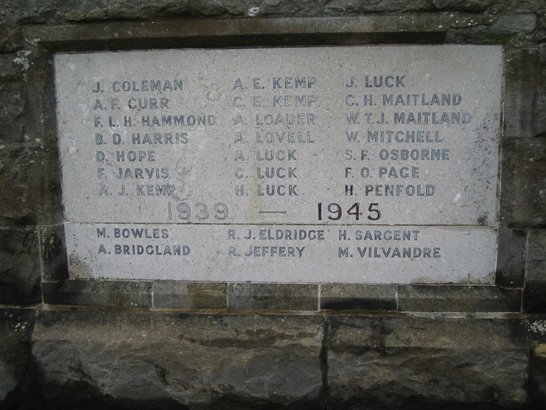 J. COLEMAN A. E. KEMP J. LUCK
A. F. CURR C. E. KEMP C. H. MAITLAND
F. L. H. HAMMOND A. LOADER W. T. J. MAITLAND
B. D. HARRIS A. LOVELL W. MITCHELL
D. HOPE A. LUCK S. F. OSBORNE
F. JARVIS C. LUCK F. O. PACE
A. J. KEMP H. LUCK H. PENFOLD
1939 — 1945
M. BOWLES R. J. ELDRIDGE H. SARGENT
A. BRIDGLAND R. JEFFERY M. VILVANDRE